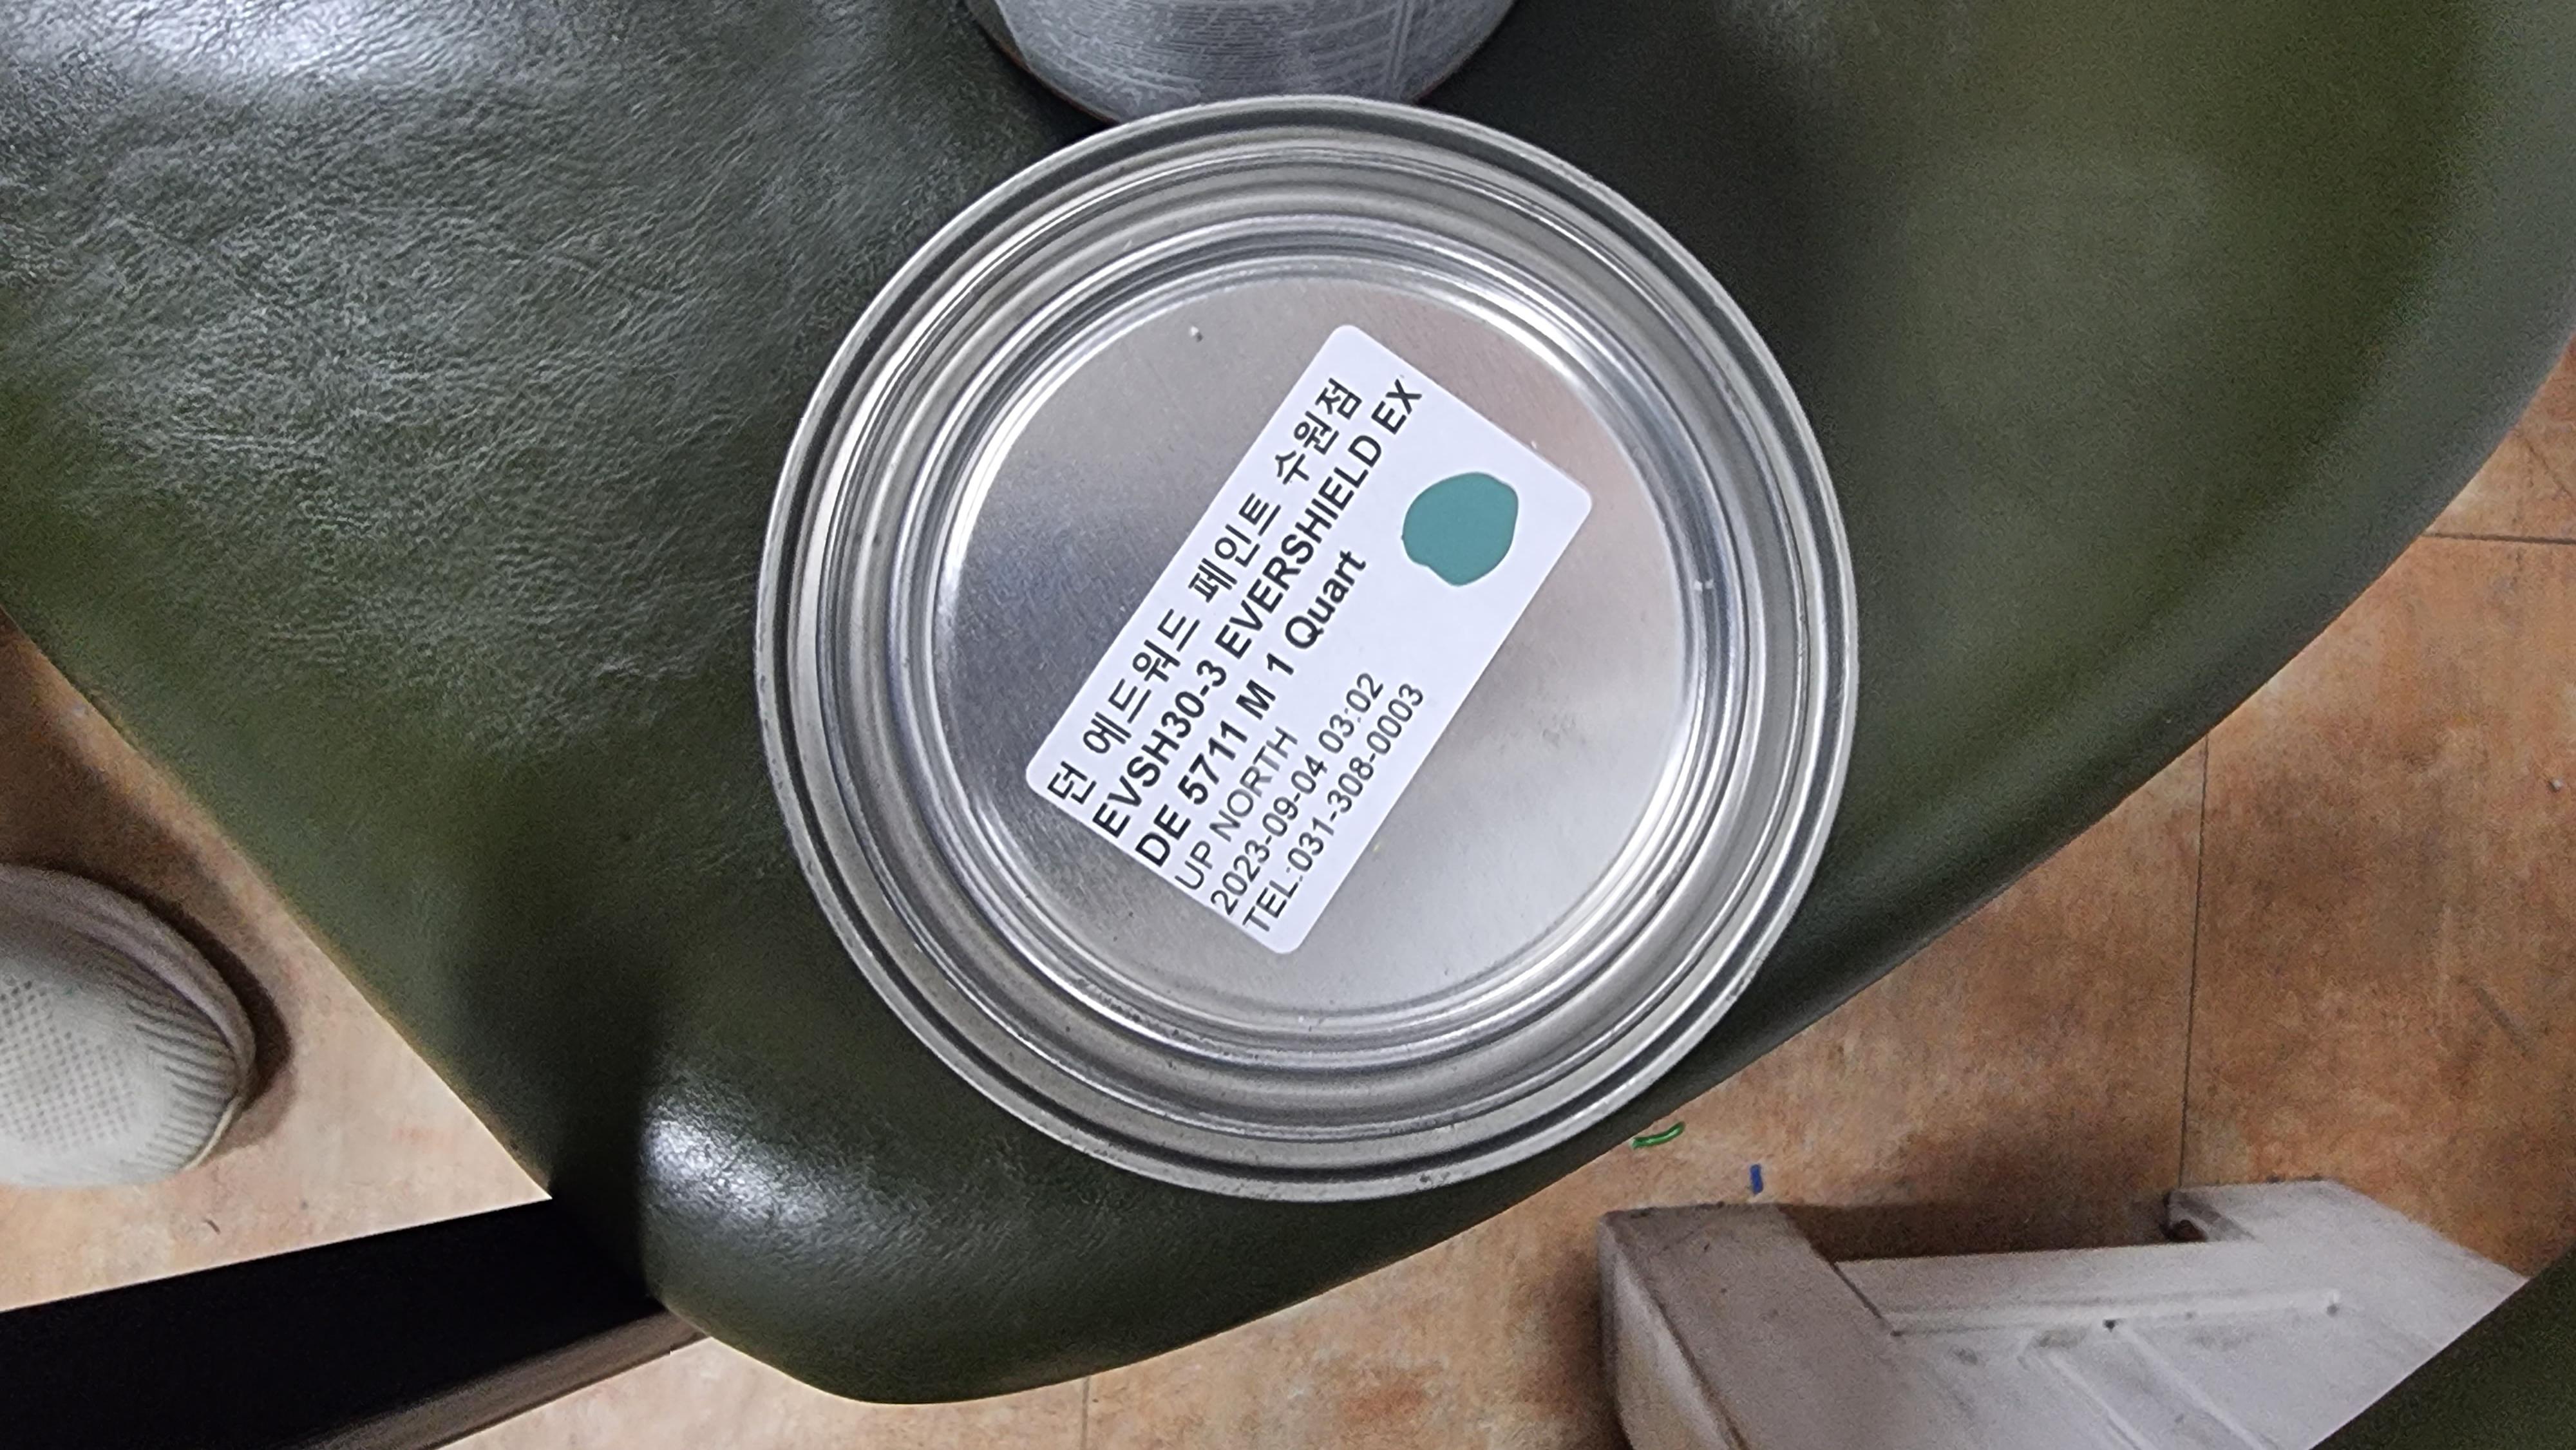 던 에드워드 페인트 수원점
EVSH30-3 EVERSHIELD EX
DE 5711 M 1 Quart
UP NORTH
2023-09-04 03:02
TEL:031-308-0003